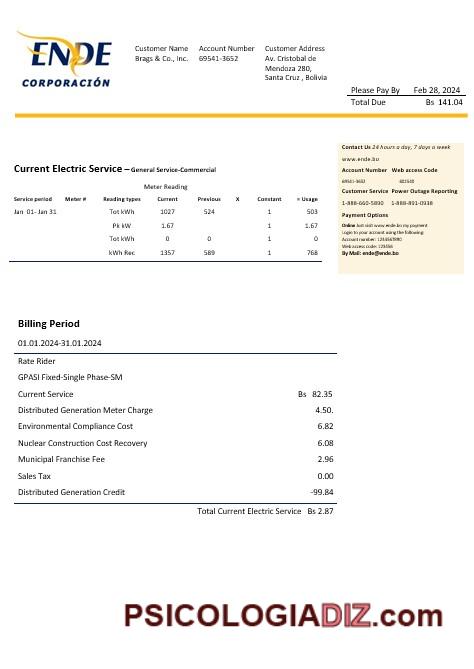 ENDE
CORPORACIÓN
Customer Name Account Number Customer Address
Brags & Co., Inc. 69541-3652 Av. Cristobal de
Mendoza 280,
Santa Cruz , Bolivia
Please Pay By Feb 28, 2024
Total Due Bs 141.04
Contact Us 24 hours a day, 7 days a week
www.ende.bo
Account Number Web access Code
69541-3652 602540
Customer Service Power Outage Reporting
1-888-660-5890 1-888-891-0938
Payment Options
Online Just visit www.ende.bo my payment
Login to your account using the following:
Account number: 1234567890
Web access code: 123456
By Mail: ende@ende.bo
Current Electric Service – General Service-Commercial
Meter Reading
Service period Meter # Reading types Current Previous X Constant = Usage
Jan 01- Jan 31 Tot kWh 1027 524 1 503
Pk kW 1.67 1 1.67
Tot kWh 0 0 1 0
kWh Rec 1357 589 1 768
Billing Period
01.01.2024-31.01.2024
Rate Rider
GPASI Fixed-Single Phase-SM
Current Service Bs 82.35
Distributed Generation Meter Charge 4.50.
Environmental Compliance Cost 6.82
Nuclear Construction Cost Recovery 6.08
Municipal Franchise Fee 2.96
Sales Tax 0.00
Distributed Generation Credit -99.84
Total Current Electric Service Bs 2.87
PSICOLOGIADIZ.com